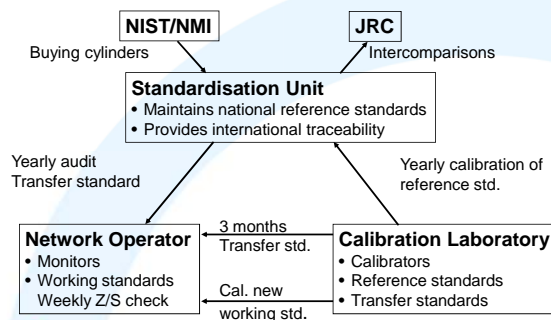 NIST/NMI
JRC
Buying cylinders
Intercomparisons
Standardisation Unit
• Maintains national reference standards
• Provides international traceability
Yearly audit
Transfer standard
Yearly calibration of
reference std.
Network Operator
• Monitors
• Working standards
Weekly Z/S check
3 months
Transfer std.
Cal. new
working std.
Calibration Laboratory
• Calibrators
• Reference standards
• Transfer standards